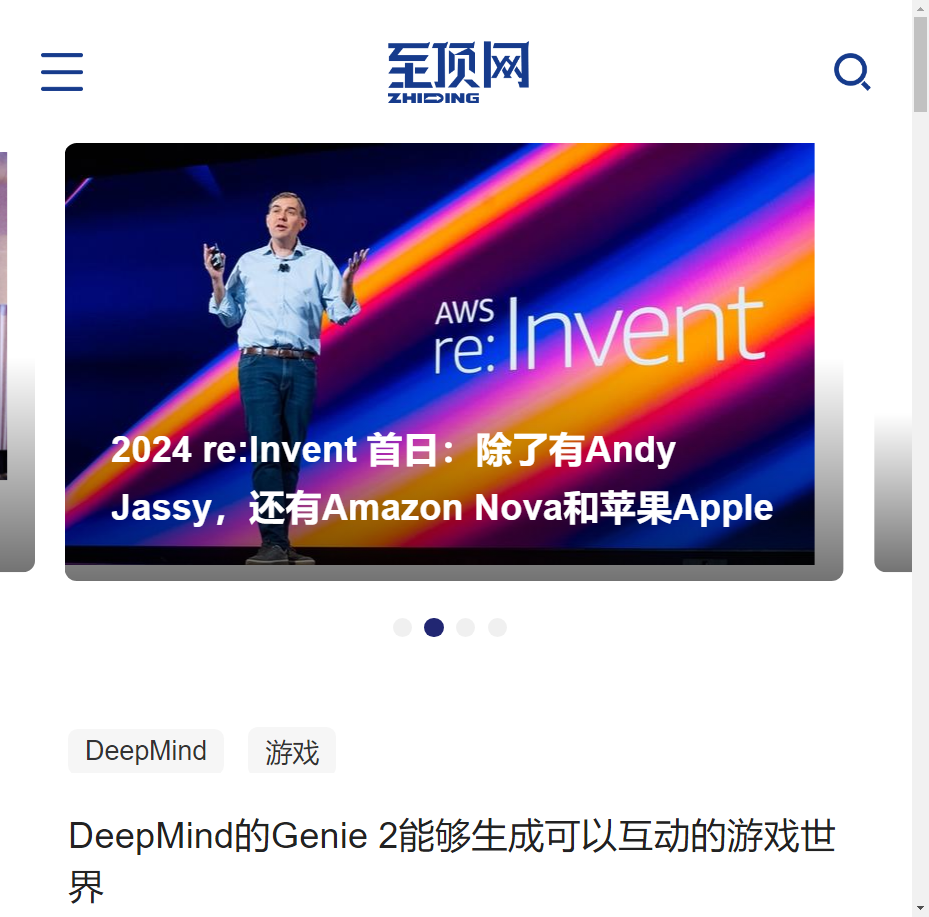 至顶网
ZHIDING
AWS
re:Invent
2024 re:Invent 首日：除了有Andy
Jassy，还有Amazon Nova和苹果Apple
DeepMind
游戏
DeepMind的Genie 2能够生成可以互动的游戏世
界